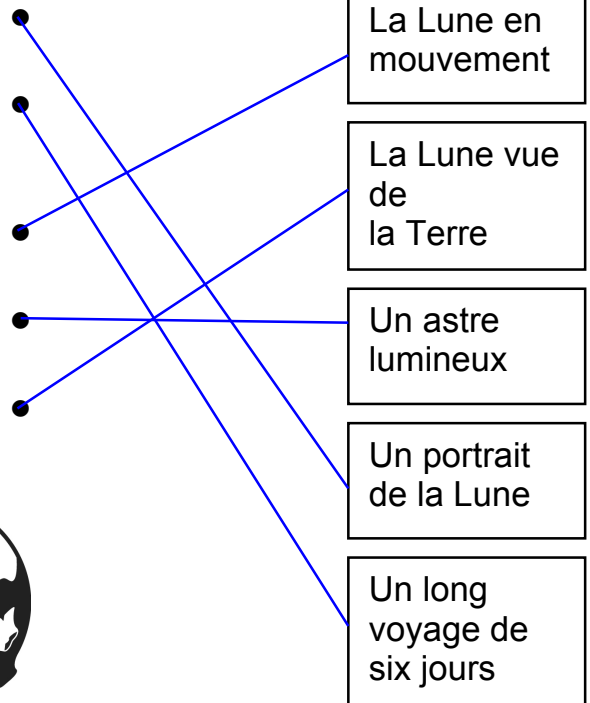 La Lune en
mouvement
La Lune vue
de
la Terre
Un astre
lumineux
Un portrait
de la Lune
Un long
voyage de
six jours